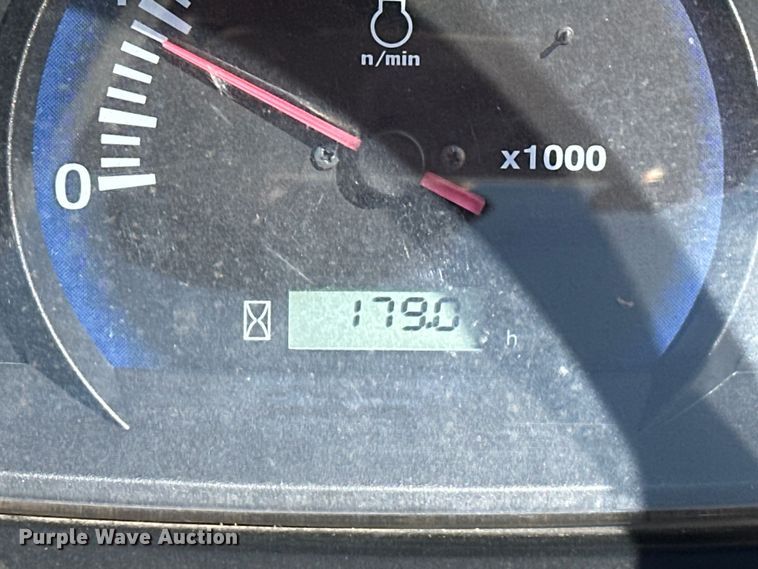 n/min
x1000
0
179.0
h
Purple Wave Auction